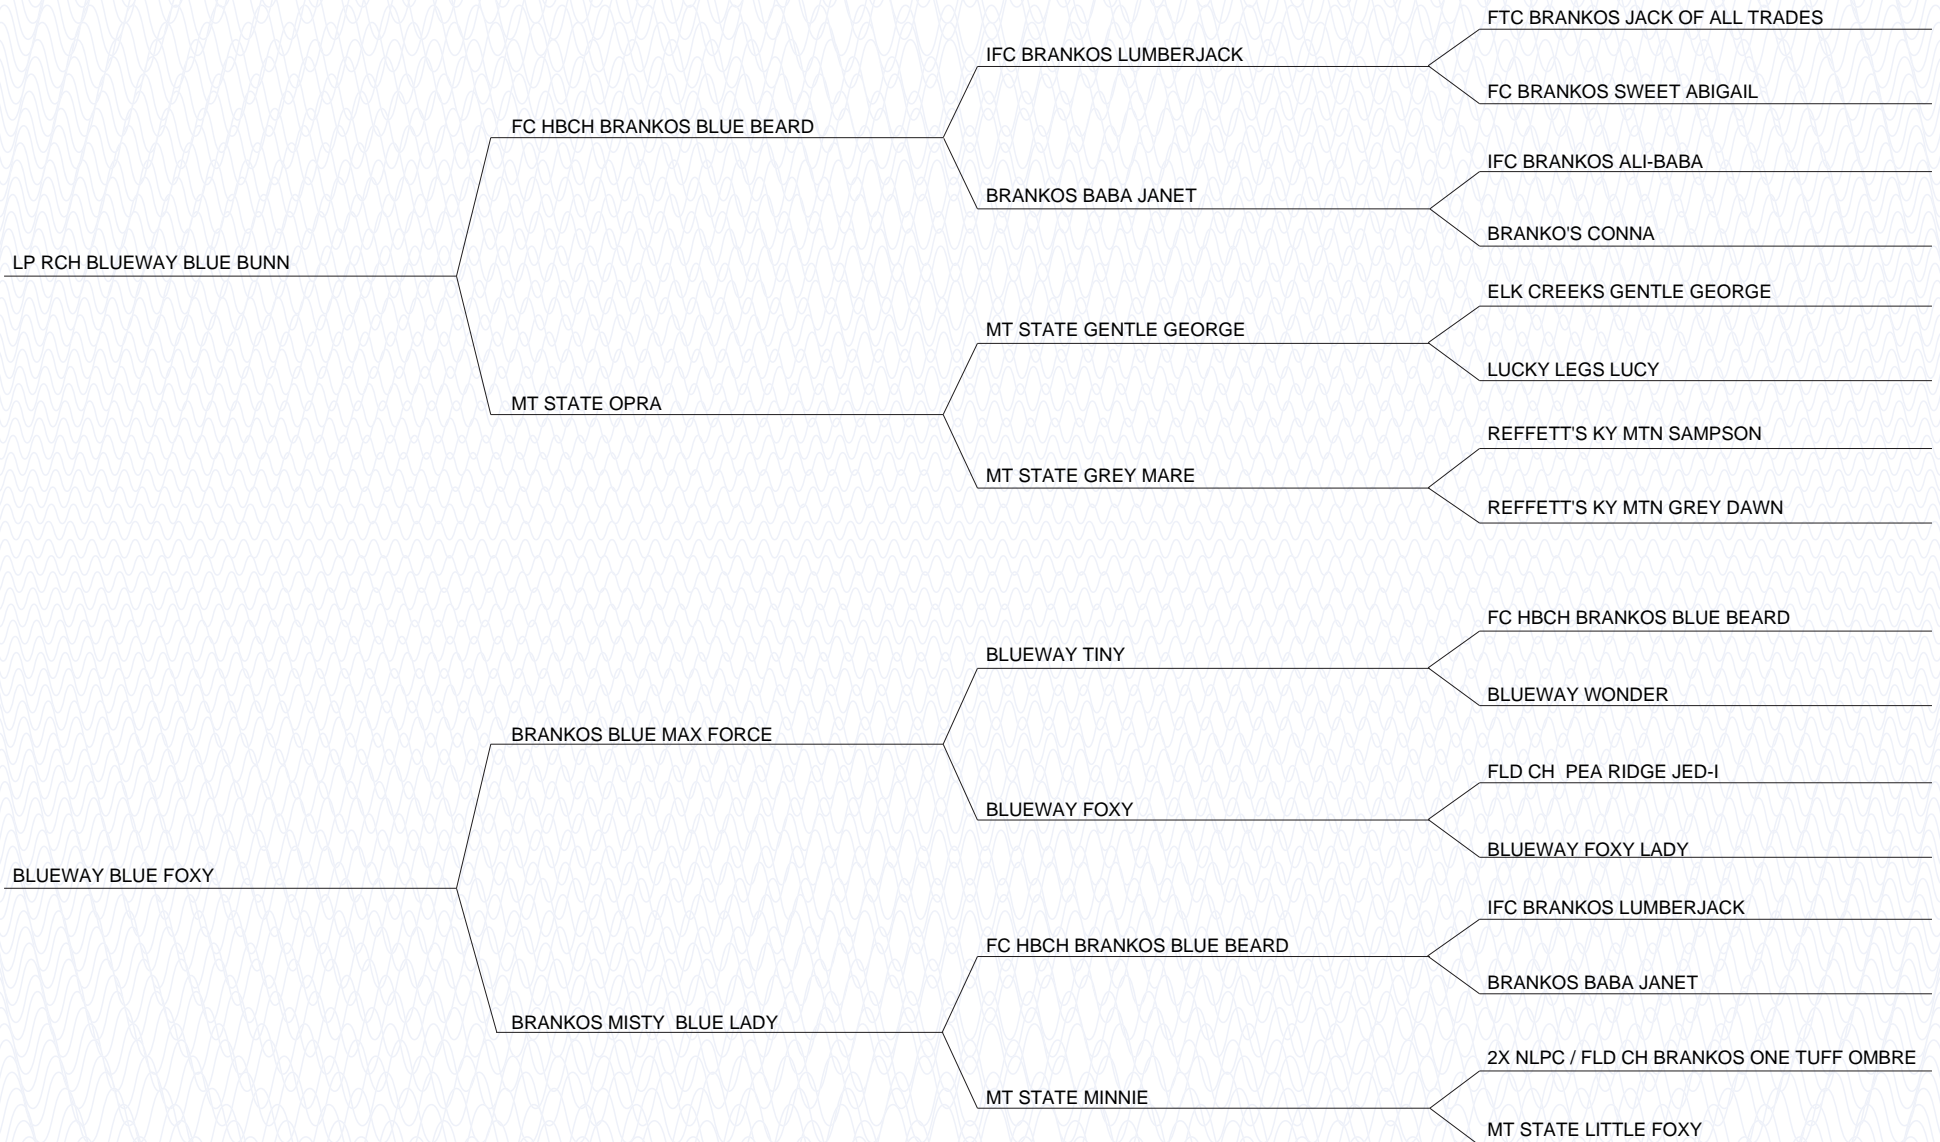 FTC BRANKOS JACK OF ALL TRADES
IFC BRANKOS LUMBERJACK
FC BRANKOS SWEET ABIGAIL
FC HBCH BRANKOS BLUE BEARD
IFC BRANKOS ALI-BABA
BRANKOS BABA JANET
BRANKO'S CONNA
LP RCH BLUEWAY BLUE BUNN
ELK CREEKS GENTLE GEORGE
MT STATE GENTLE GEORGE
LUCKY LEGS LUCY
MT STATE OPRA
REFFETT'S KY MTN SAMPSON
MT STATE GREY MARE
REFFETT'S KY MTN GREY DAWN
FC HBCH BRANKOS BLUE BEARD
BLUEWAY TINY
BLUEWAY WONDER
BRANKOS BLUE MAX FORCE
FLD CH  PEA RIDGE JED-I
BLUEWAY FOXY
BLUEWAY FOXY LADY
BLUEWAY BLUE FOXY
IFC BRANKOS LUMBERJACK
FC HBCH BRANKOS BLUE BEARD
BRANKOS BABA JANET
BRANKOS MISTY  BLUE LADY
2X NLPC / FLD CH BRANKOS ONE TUFF OMBRE
MT STATE MINNIE
MT STATE LITTLE FOXY